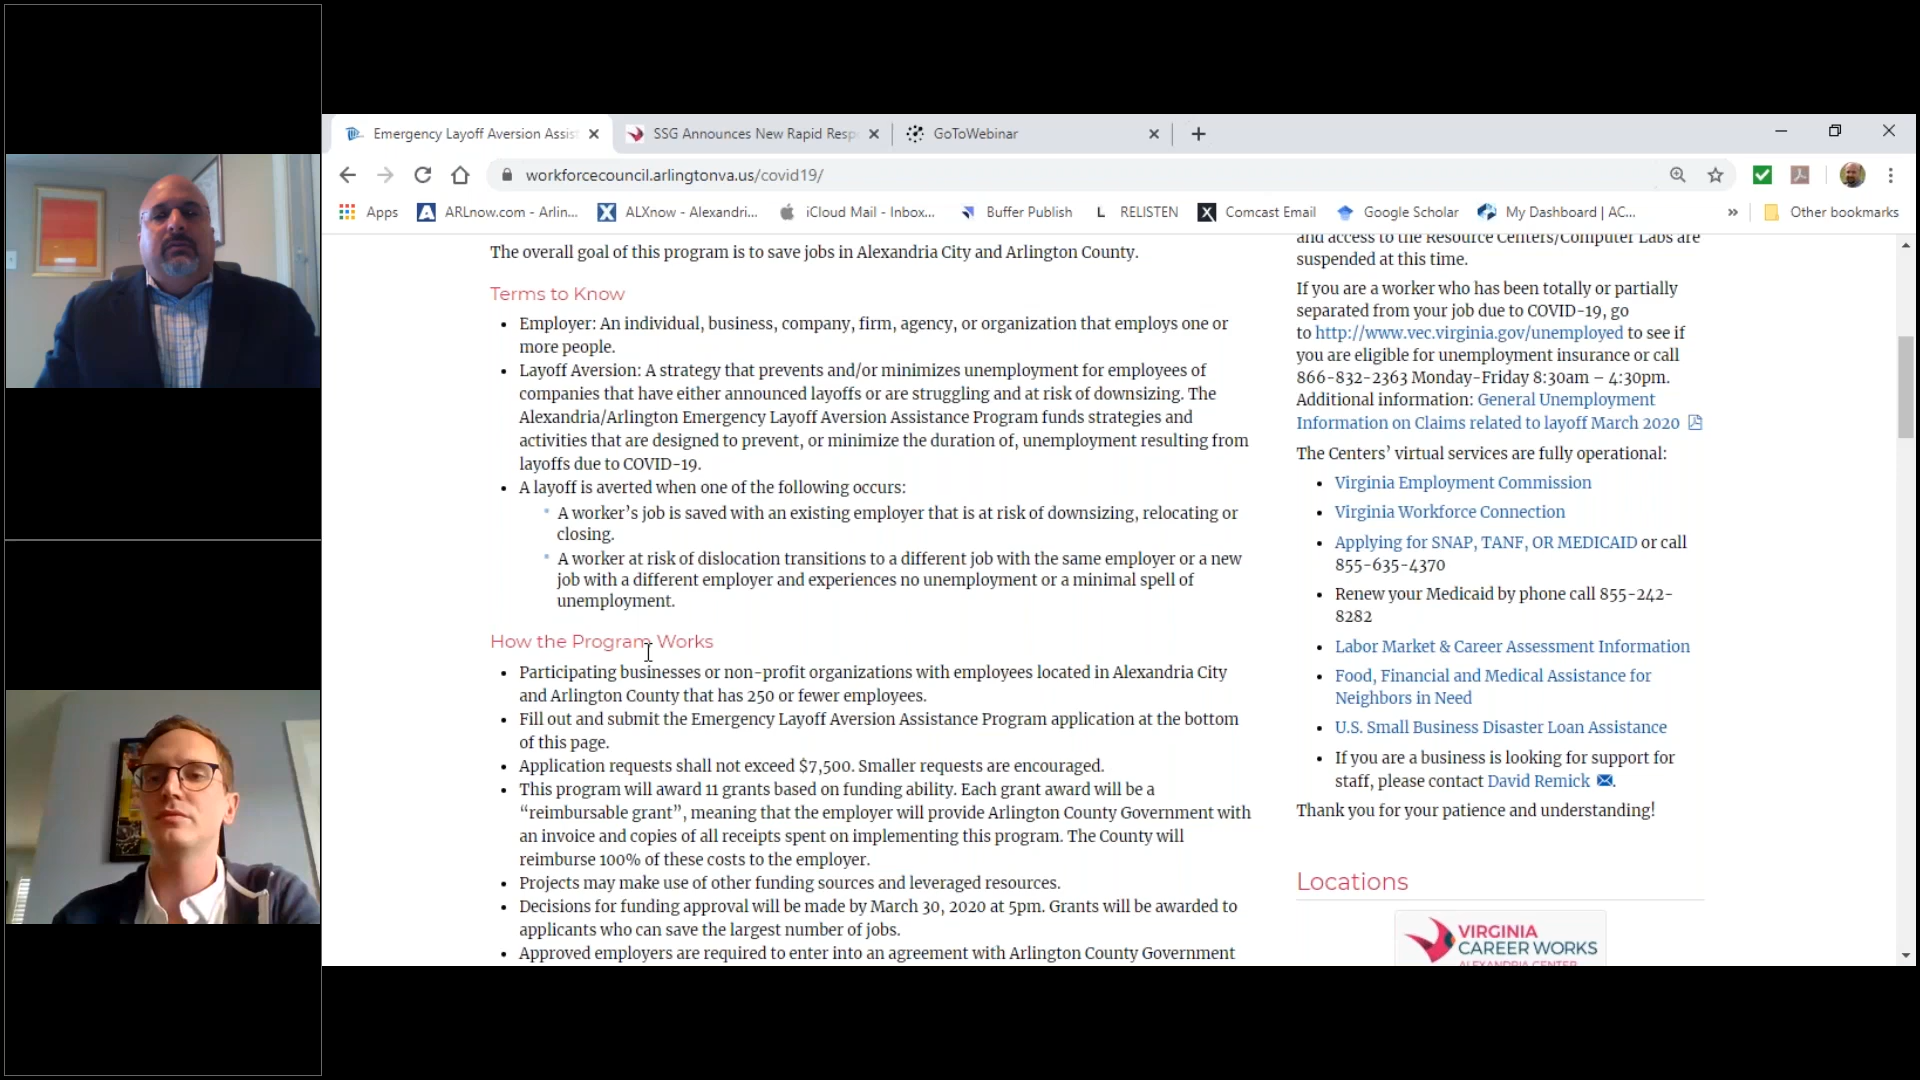 Emergency Layoff Aversion Assis
SSG Announces New Rapid Resp
GoToWebinar
workforcecouncil.arlingtonva.us/covid19/
Apps
ARLnow.com - Arlin...
ALXnow - Alexandri...
iCloud Mail - Inbox...
Buffer Publish
L RELISTEN
Comcast Email
Google Scholar
My Dashboard | AC...
»
Other bookmarks
The overall goal of this program is to save jobs in Alexandria City and Arlington County.
Terms to Know
• Employer: An individual, business, company, firm, agency, or organization that employs one or
more people.
• Layoff Aversion: A strategy that prevents and/or minimizes unemployment for employees of
companies that have either announced layoffs or are struggling and at risk of downsizing. The
Alexandria/Arlington Emergency Layoff Aversion Assistance Program funds strategies and
activities that are designed to prevent, or minimize the duration of, unemployment resulting from
layoffs due to COVID-19.
• A layoff is averted when one of the following occurs:
A worker’s job is saved with an existing employer that is at risk of downsizing, relocating or
closing.
A worker at risk of dislocation transitions to a different job with the same employer or a new
job with a different employer and experiences no unemployment or a minimal spell of
unemployment.
How the Program Works
• Participating businesses or non-profit organizations with employees located in Alexandria City
and Arlington County that has 250 or fewer employees.
• Fill out and submit the Emergency Layoff Aversion Assistance Program application at the bottom
of this page.
• Application requests shall not exceed $7,500. Smaller requests are encouraged.
• This program will award 11 grants based on funding ability. Each grant award will be a
“reimbursable grant”, meaning that the employer will provide Arlington County Government with
an invoice and copies of all receipts spent on implementing this program. The County will
reimburse 100% of these costs to the employer.
• Projects may make use of other funding sources and leveraged resources.
• Decisions for funding approval will be made by March 30, 2020 at 5pm. Grants will be awarded to
applicants who can save the largest number of jobs.
• Approved employers are required to enter into an agreement with Arlington County Government
and access to the Resource Centers/Computer Labs are
suspended at this time.
If you are a worker who has been totally or partially
separated from your job due to COVID-19, go
to http://www.vec.virginia.gov/unemployed to see if
you are eligible for unemployment insurance or call
866-832-2363 Monday-Friday 8:30am – 4:30pm.
Additional information: General Unemployment
Information on Claims related to layoff March 2020
The Centers’ virtual services are fully operational:
• Virginia Employment Commission
• Virginia Workforce Connection
• Applying for SNAP, TANF, OR MEDICAID or call
855-635-4370
• Renew your Medicaid by phone call 855-242-
8282
• Labor Market & Career Assessment Information
• Food, Financial and Medical Assistance for
Neighbors in Need
• U.S. Small Business Disaster Loan Assistance
• If you are a business is looking for support for
staff, please contact David Remick.
Thank you for your patience and understanding!
Locations
VIRGINIA
CAREER WORKS
ALEXANDRIA CENTER